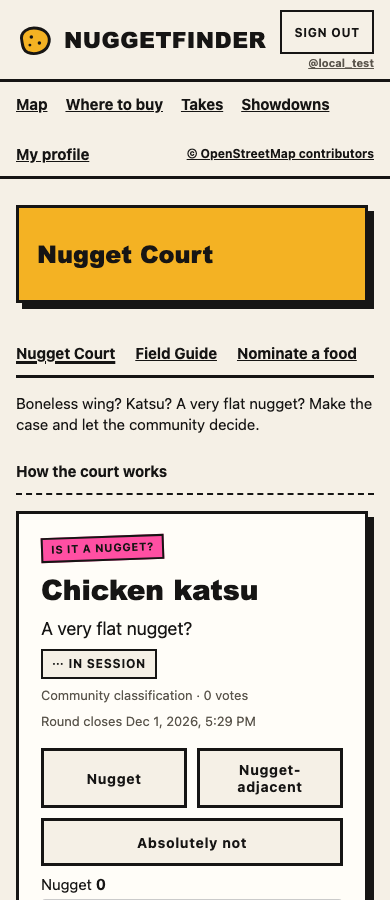 NUGGETFINDER
SIGN OUT
@local_test
Map Where to buy Takes Showdowns
My profile © OpenStreetMap contributors
Nugget Court
Nugget Court Field Guide Nominate a food
Boneless wing? Katsu? A very flat nugget? Make the
case and let the community decide.
How the court works
IS IT A NUGGET?
Chicken katsu
A very flat nugget?
··· IN SESSION
Community classification · 0 votes
Round closes Dec 1, 2026, 5:29 PM
Nugget
Nugget-
adjacent
Absolutely not
Nugget 0